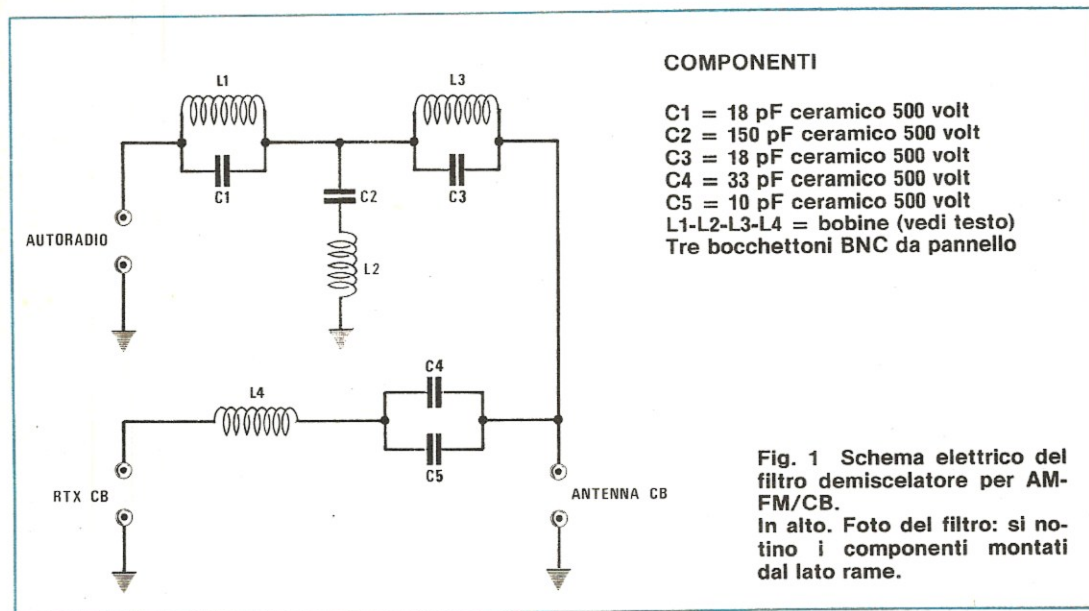 L1
C1
L3
C3
C2
L2
AUTORADIO
L4
C4
C5
RTX CB
ANTENNA CB
COMPONENTI
C1 = 18 pF ceramico 500 volt
C2 = 150 pF ceramico 500 volt
C3 = 18 pF ceramico 500 volt
C4 = 33 pF ceramico 500 volt
C5 = 10 pF ceramico 500 volt
L1-L2-L3-L4 = bobine (vedi testo)
Tre bocchettoni BNC da pannello
Fig. 1 Schema elettrico del
filtro demiscelatore per AM-
FM/CB.
In alto. Foto del filtro: si no-
tino i componenti montati
dal lato rame.